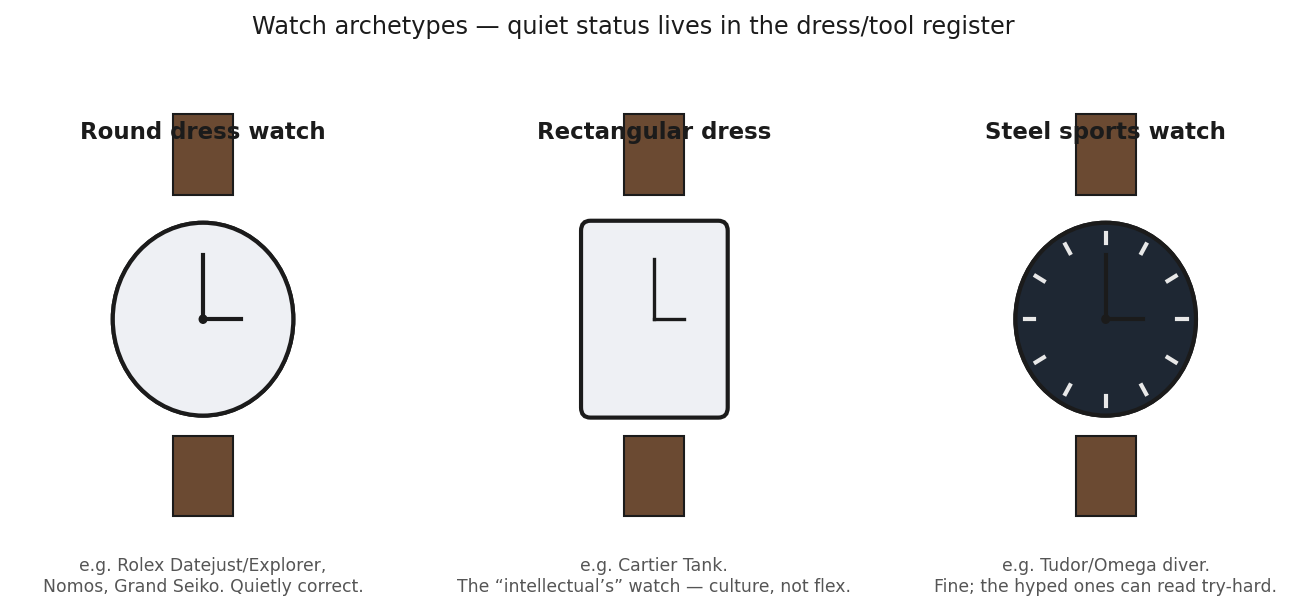 Watch archetypes — quiet status lives in the dress/tool register
Round dress watch
Rectangular dress
Steel sports watch
e.g. Rolex Datejust/Explorer,
Nomos, Grand Seiko. Quietly correct.
e.g. Cartier Tank.
The “intellectual’s” watch — culture, not flex.
e.g. Tudor/Omega diver.
Fine; the hyped ones can read try-hard.